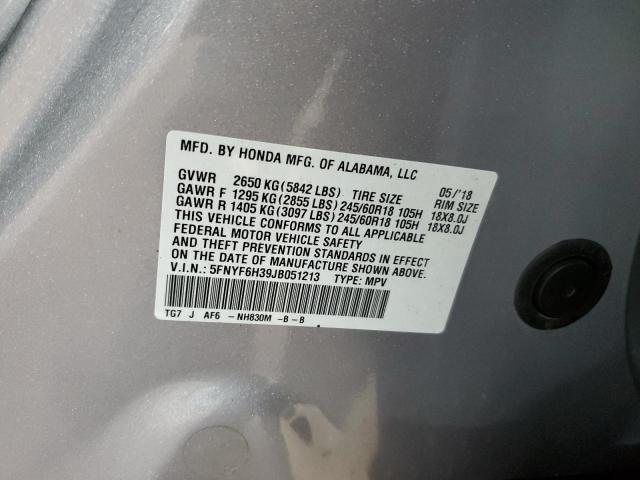 MFD. BY HONDA MFG. OF ALABAMA, LLC
GVWR 2650 KG (5842 LBS) TIRE SIZE 05/'18 RIM SIZE
GAWR F 1295 KG (2855 LBS) 245/60R18 105H 18X8.0J
GAWR R 1405 KG (3097 LBS) 245/60R18 105H 18X8.0J
THIS VEHICLE CONFORMS TO ALL APPLICABLE
FEDERAL MOTOR VEHICLE SAFETY
AND THEFT PREVENTION STANDARDS IN EFFECT
ON THE DATE OF MANUFACTURE SHOWN ABOVE.
V.I.N.: 5FNYF6H39JB051213 TYPE: MPV
TG7 J AF6 -NH830M -B-B